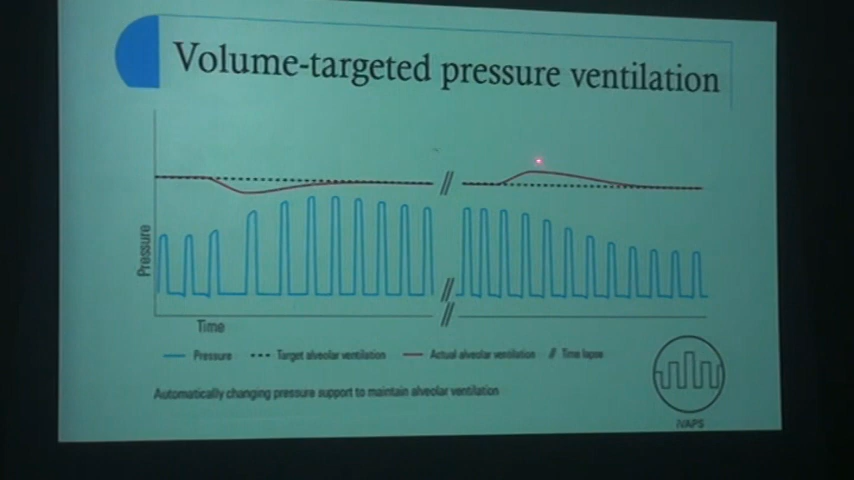 Volume-targeted pressure ventilation
Pressure
Time
Pressure
Target alveolar ventilation
Actual alveolar ventilation
// Time lapse
Automatically changing pressure support to maintain alveolar ventilation
iVAPS